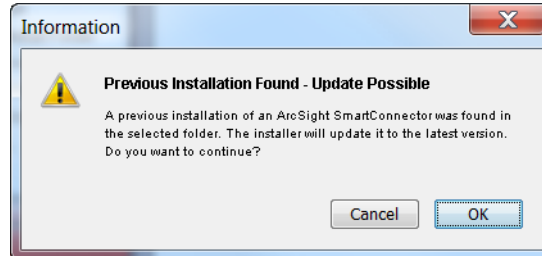 Information
Previous Installation Found - Update Possible
A previous installation of an ArcSight SmartConnector was found in
the selected folder. The installer will update it to the latest version.
Do you want to continue?
Cancel OK